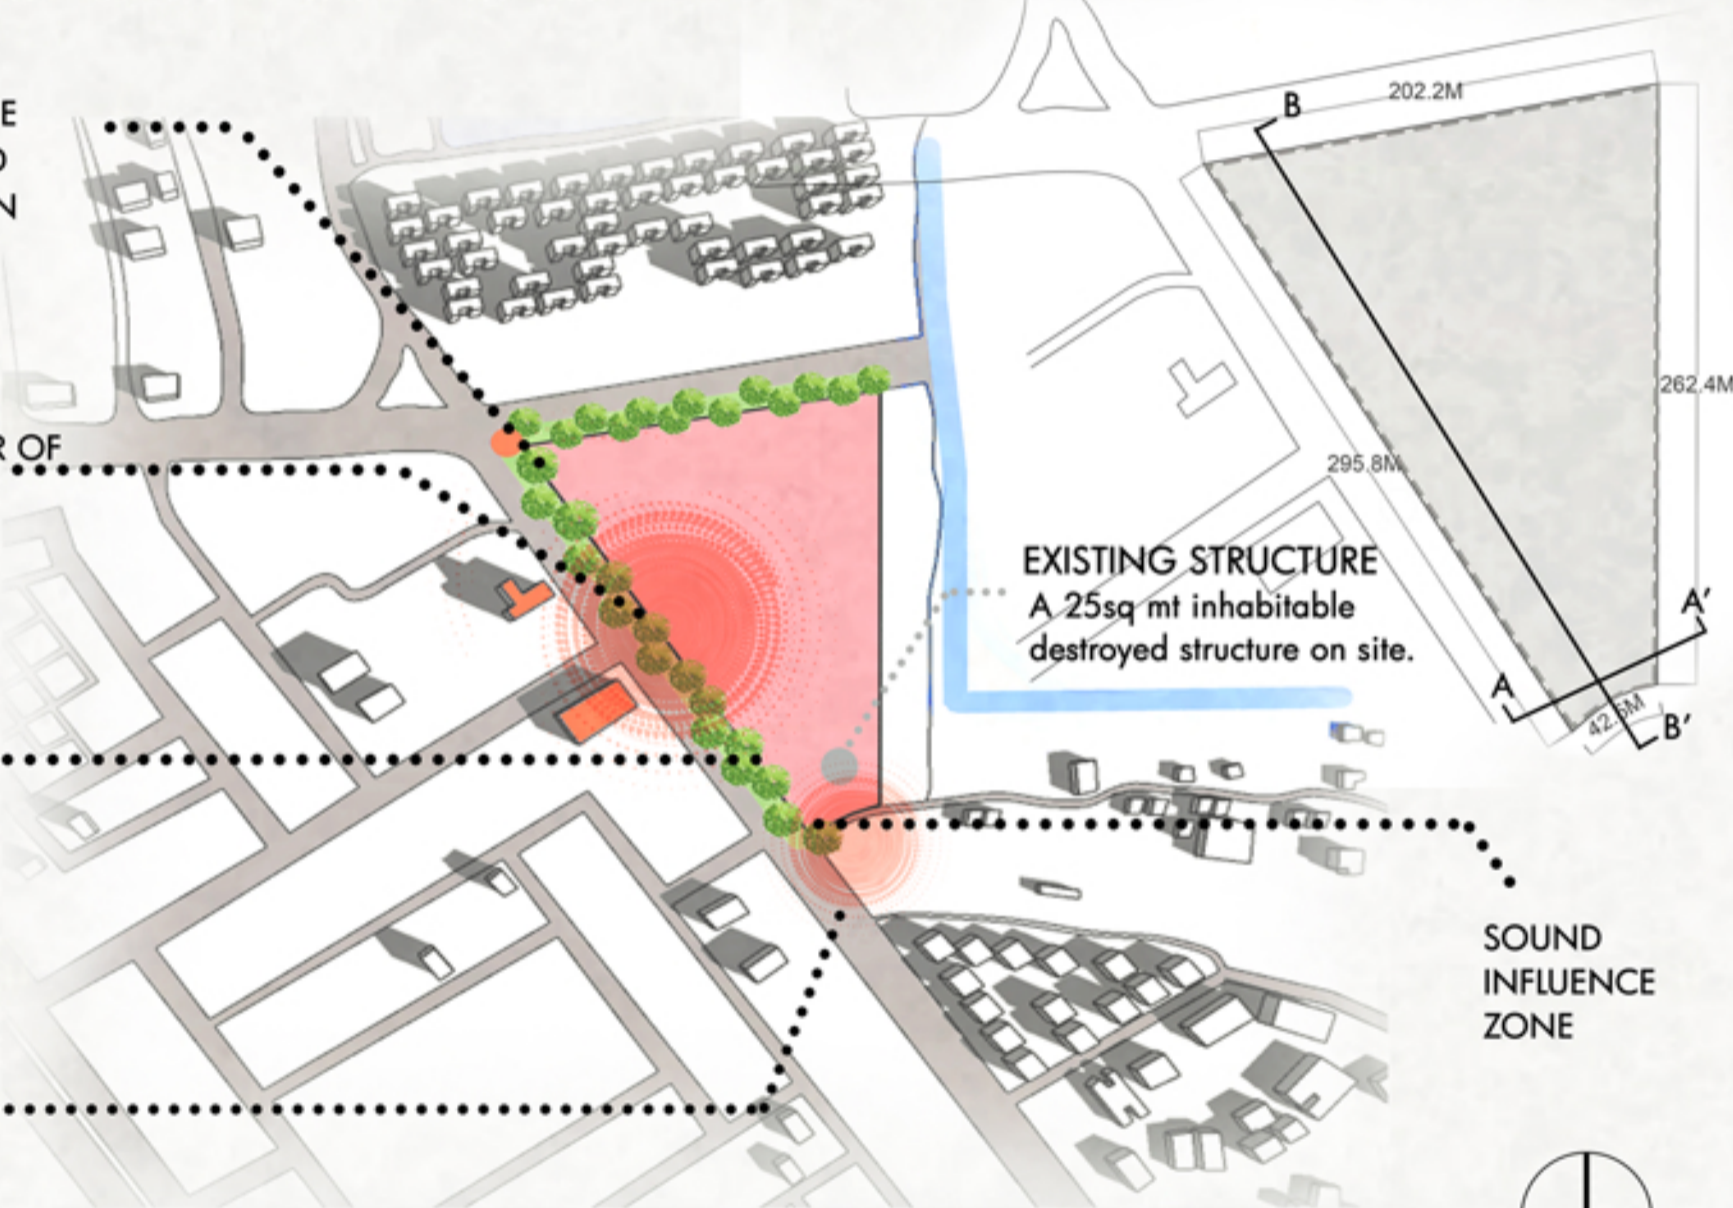 E
N
R OF
B
202.2M
262.4M
295.8M
EXISTING STRUCTURE
A 25sq mt inhabitable
destroyed structure on site.
A'
A
42.5M
B'
SOUND
INFLUENCE
ZONE